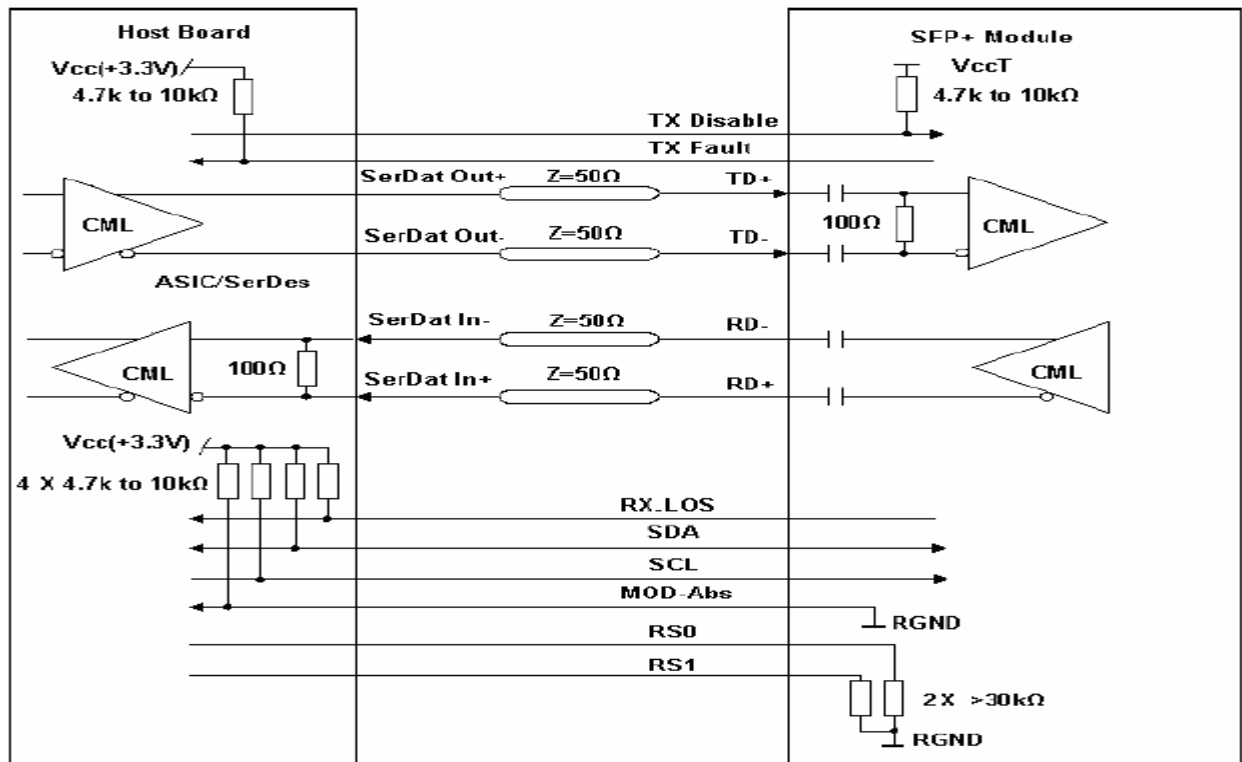 Host Board
SFP+ Module
Vcc(+3.3V)
4.7k to 10kΩ
VccT
4.7k to 10kΩ
TX Disable
TX Fault
SerDat Out+
Z=50Ω
TD+
CML
100Ω
CML
SerDat Out-
Z=50Ω
TD-
ASIC/SerDes
SerDat In-
Z=50Ω
RD-
CML
100Ω
CML
SerDat In+
Z=50Ω
RD+
Vcc(+3.3V)
4 X 4.7k to 10kΩ
RX_LOS
SDA
SCL
MOD-Abs
RGND
RS0
RS1
2X >30kΩ
RGND